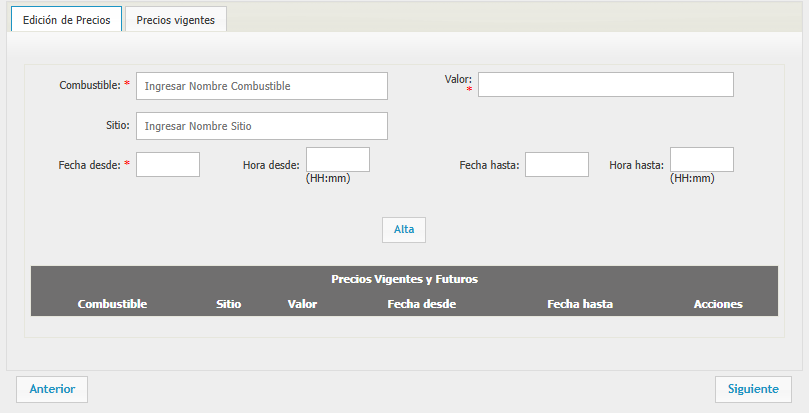 Edición de Precios Precios vigentes
Combustible: * Ingresar Nombre Combustible Valor: *
Sitio: Ingresar Nombre Sitio
Fecha desde: * Hora desde: (HH:mm) Fecha hasta: Hora hasta: (HH:mm)
Alta
Precios Vigentes y Futuros
Combustible Sitio Valor Fecha desde Fecha hasta Acciones
Anterior Siguiente